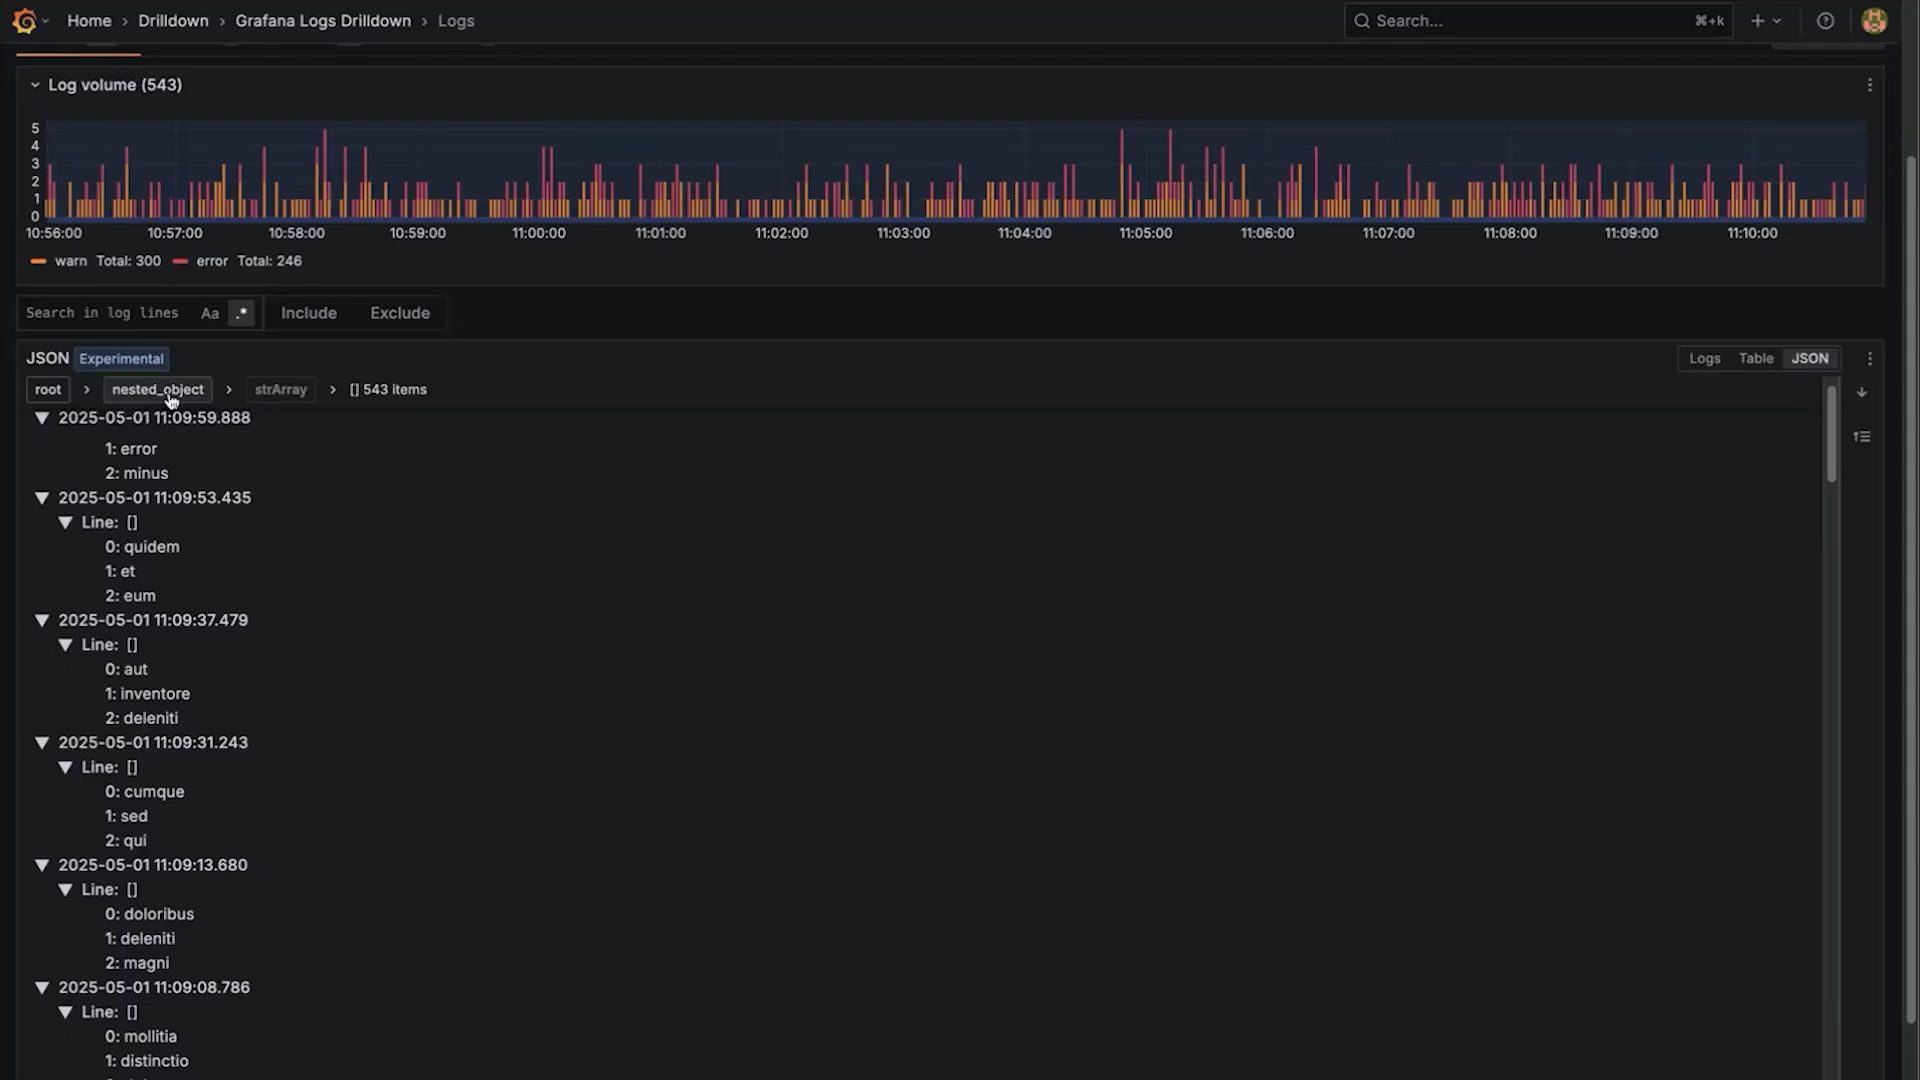 Home › Drilldown › Grafana Logs Drilldown › Logs
Search... ⌘+k
Log volume (543)
5
4
3
2
1
0
10:56:00 10:57:00 10:58:00 10:59:00 11:00:00 11:01:00 11:02:00 11:03:00 11:04:00 11:05:00 11:06:00 11:07:00 11:08:00 11:09:00 11:10:00
warn Total: 300 error Total: 246
Search in log lines Aa .* Include Exclude
JSON Experimental Logs Table JSON
root › nested_object › strArray › [] 543 items
2025-05-01 11:09:59.888
1: error
2: minus
2025-05-01 11:09:53.435
Line: []
0: quidem
1: et
2: eum
2025-05-01 11:09:37.479
Line: []
0: aut
1: inventore
2: deleniti
2025-05-01 11:09:31.243
Line: []
0: cumque
1: sed
2: qui
2025-05-01 11:09:13.680
Line: []
0: doloribus
1: deleniti
2: magni
2025-05-01 11:09:08.786
Line: []
0: mollitia
1: distinctio